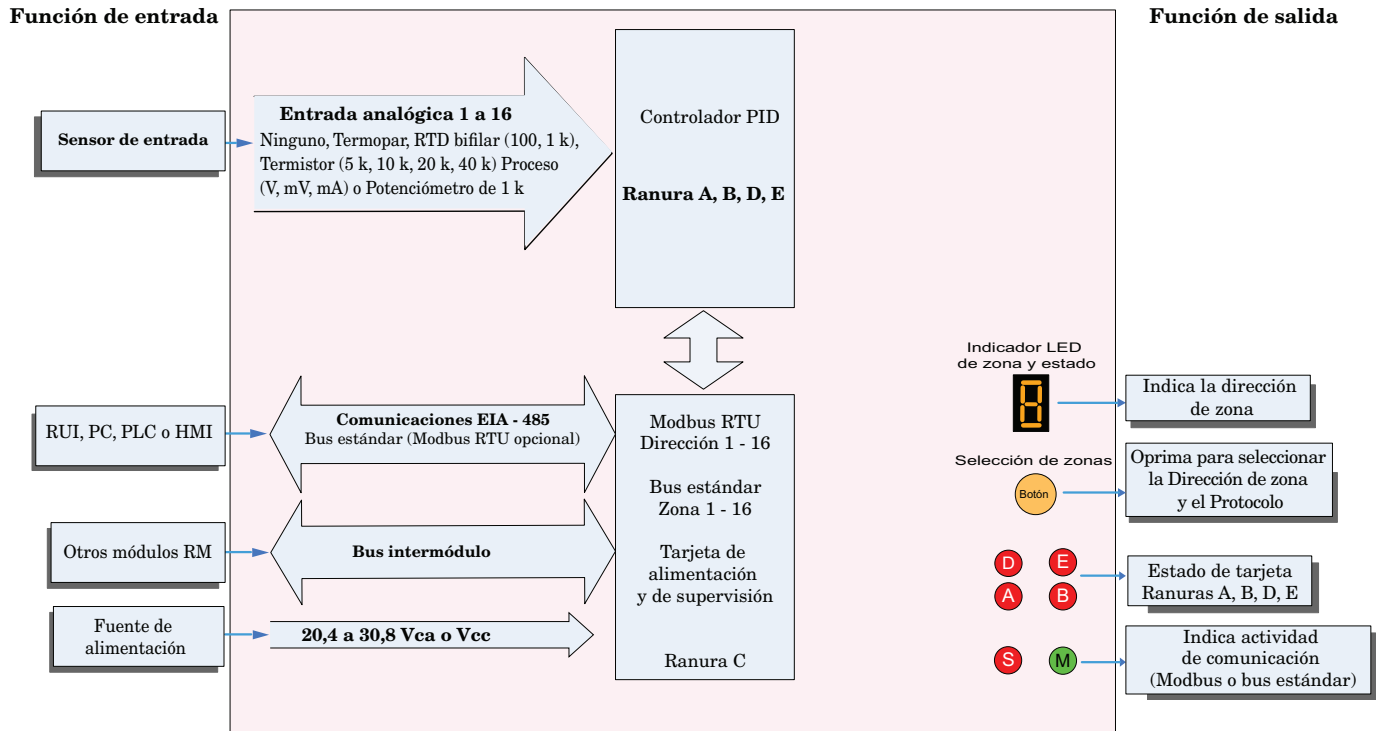 Función de entrada
Función de salida
Sensor de entrada
Entrada analógica 1 a 16
Ninguno, Termopar, RTD bifilar (100, 1 k),
Termistor (5 k, 10 k, 20 k, 40 k) Proceso
(V, mV, mA) o Potenciómetro de 1 k
Controlador PID
Ranura A, B, D, E
RUI, PC, PLC o HMI
Comunicaciones EIA - 485
Bus estándar (Modbus RTU opcional)
Otros módulos RM
Bus intermódulo
Fuente de
alimentación
20,4 a 30,8 Vca o Vcc
Modbus RTU
Dirección 1 - 16
Bus estándar
Zona 1 - 16
Tarjeta de
alimentación
y de supervisión
Ranura C
Indicador LED
de zona y estado
8
Indica la dirección
de zona
Selección de zonas
Botón
Oprima para seleccionar
la Dirección de zona
y el Protocolo
D E
A B
Estado de tarjeta
Ranuras A, B, D, E
S M
Indica actividad
de comunicación
(Modbus o bus estándar)